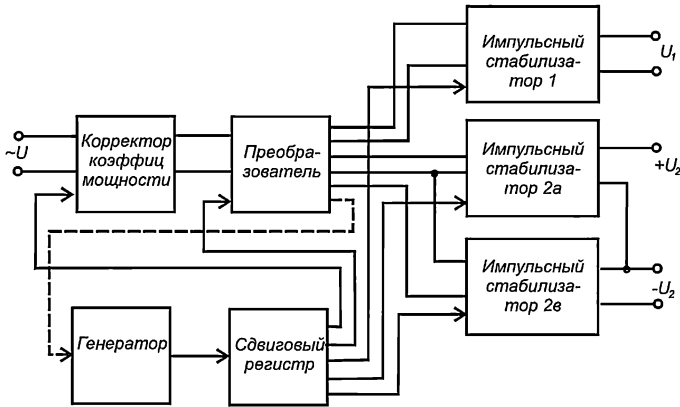 Импульсный
стабилиза-
тор 1
U1
~U
Корректор
коэффиц
мощности
Преобра-
зователь
Импульсный
стабилиза-
тор 2а
+U2
Импульсный
стабилиза-
тор 2в
-U2
Генератор
Сдвиговый
регистр